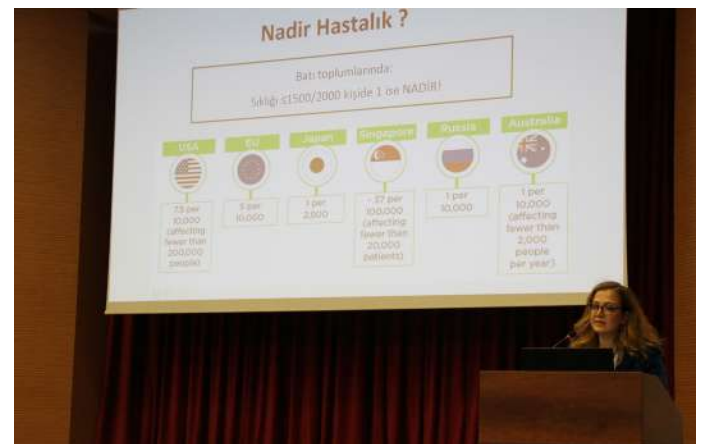 Nadir Hastalık ?
Batı toplumlarında:
Sıklığı ≤1500/2000 kişide 1 ise NADİR!
USA
EU
Japan
Singapore
Russia
Australia
7.5 per
10,000
(affecting
fewer than
200,000
people)
5 per
10,000
1 per
2,000
37 per
100,000
(affecting
fewer than
20,000
patients)
1 per
10,000
1 per
10,000
(affecting
fewer than
2,000
people
per year)